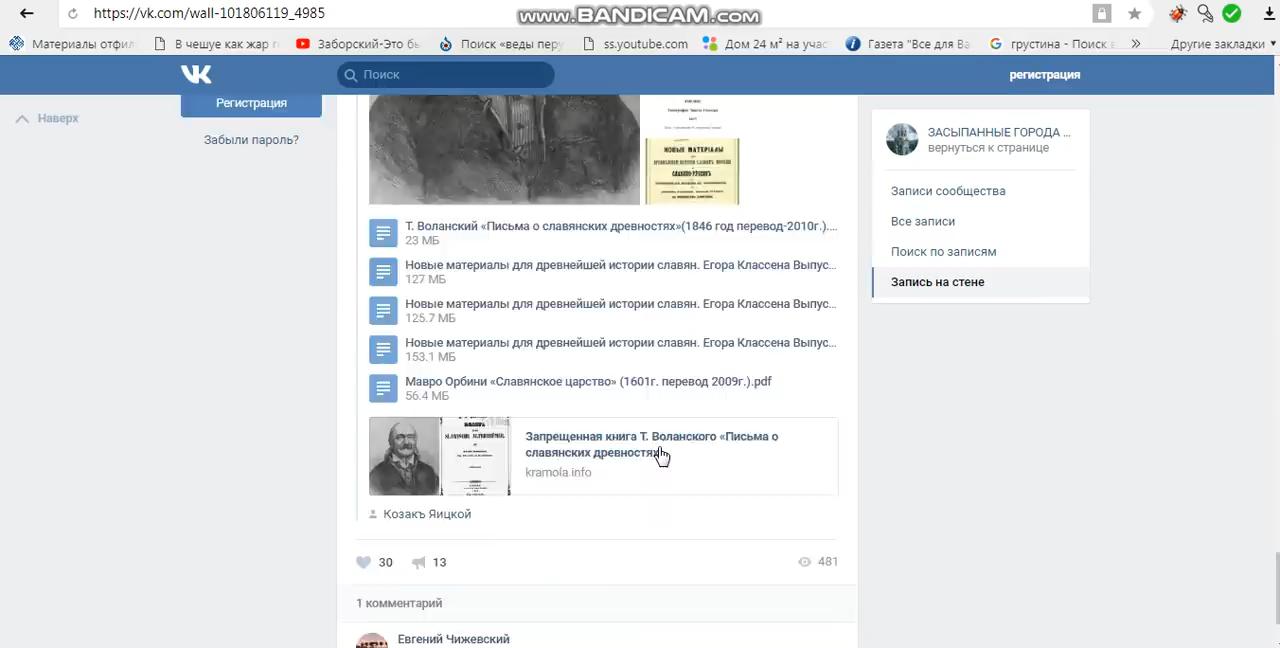 https://vk.com/wall-101806119_4985
www.BANDICAM.com
Материалы отфил
В чешуе как жар г
Заборский-Это бы
Поиск «веды перу
ss.youtube.com
Дом 24 м² на учас
Газета "Все для Ва
грустина - Поиск в
»
Другие закладки
Поиск
регистрация
Регистрация
Забыли пароль?
Наверх
НОВЫЕ МАТЕРІАЛЫ
Т. Воланский «Письма о славянских древностях»(1846 год перевод-2010г.)....
23 МБ
Новые материалы для древнейшей истории славян. Егора Классена Выпус...
127 МБ
Новые материалы для древнейшей истории славян. Егора Классена Выпус...
125.7 МБ
Новые материалы для древнейшей истории славян. Егора Классена Выпус...
153.1 МБ
Мавро Орбини «Славянское царство» (1601г. перевод 2009г.).pdf
56.4 МБ
Запрещенная книга Т. Воланского «Письма о
славянских древностях
kramola.info
Козакъ Яицкой
30
13
481
1 комментарий
Евгений Чижевский
ЗАСЫПАННЫЕ ГОРОДА ...
вернуться к странице
Записи сообщества
Все записи
Поиск по записям
Запись на стене